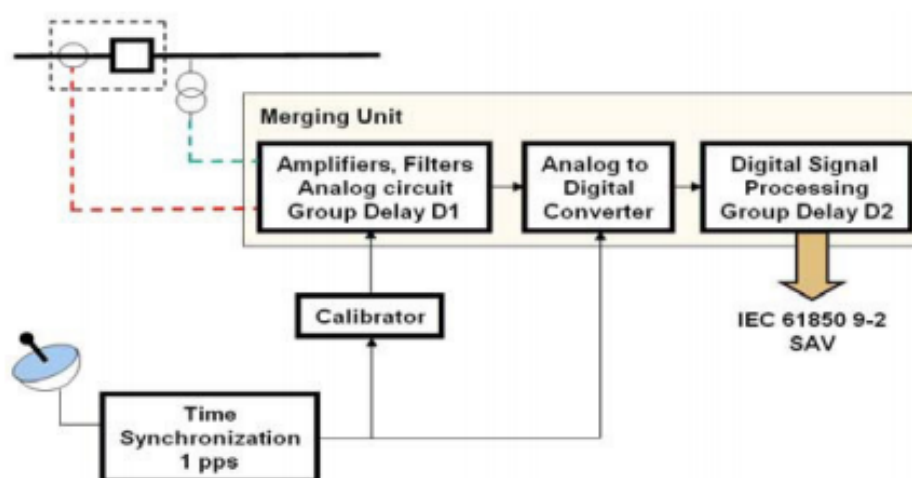 Merging Unit
Amplifiers, Filters
Analog circuit
Group Delay D1
Analog to
Digital
Converter
Digital Signal
Processing
Group Delay D2
Calibrator
IEC 61850 9-2
SAV
Time
Synchronization
1 pps